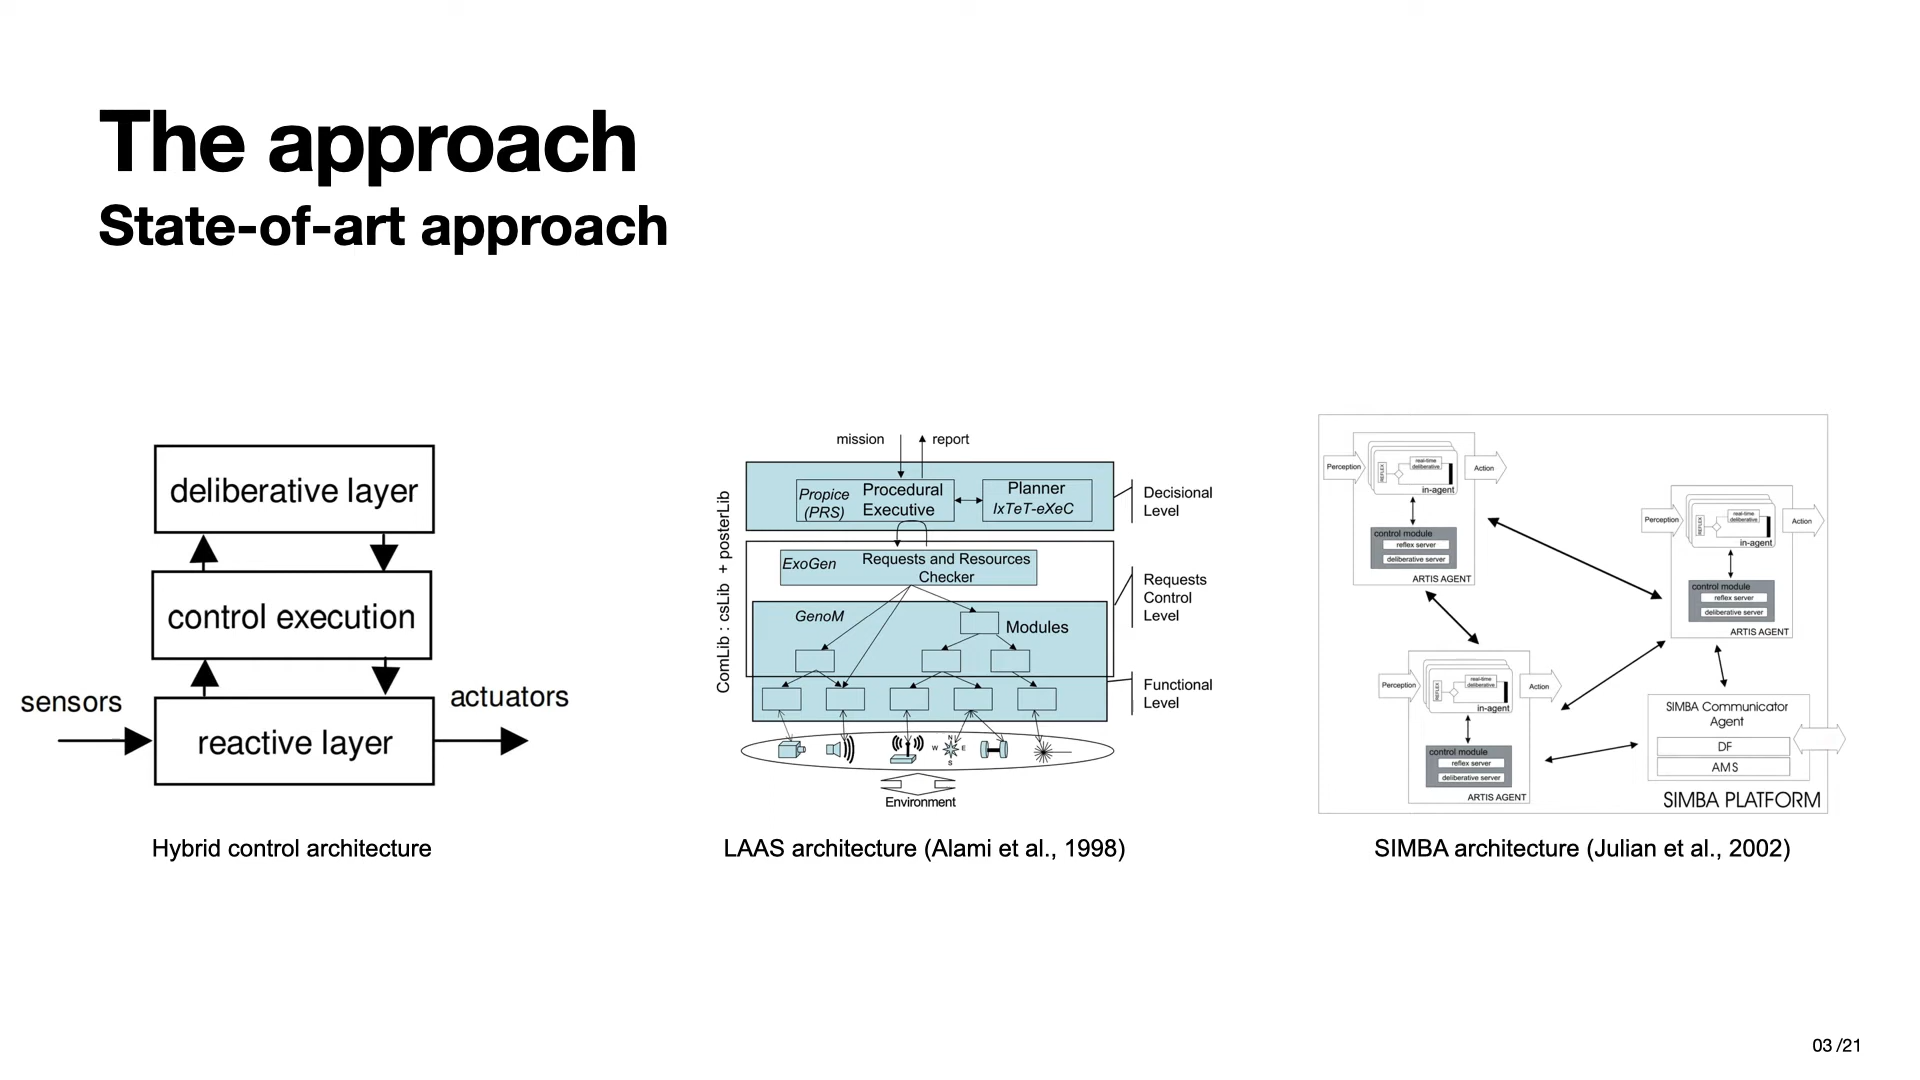 The approach
State-of-art approach
deliberative layer
control execution
sensors
reactive layer
actuators
Hybrid control architecture
mission
report
ComLib : csLib + posterLib
Propice
(PRS)
Procedural
Executive
Planner
IxTeT-eXeC
Decisional
Level
ExoGen
Requests and Resources
Checker
Requests
Control
Level
GenoM
Modules
Functional
Level
N
W
E
S
Environment
LAAS architecture (Alami et al., 1998)
Perception
REFLEX
real-time
deliberative
in-agent
Action
control module
reflex server
deliberative server
ARTIS AGENT
Perception
REFLEX
real-time
deliberative
in-agent
Action
control module
reflex server
deliberative server
ARTIS AGENT
Perception
REFLEX
real-time
deliberative
in-agent
Action
control module
reflex server
deliberative server
ARTIS AGENT
SIMBA Communicator
Agent
DF
AMS
SIMBA PLATFORM
SIMBA architecture (Julian et al., 2002)
03 /21